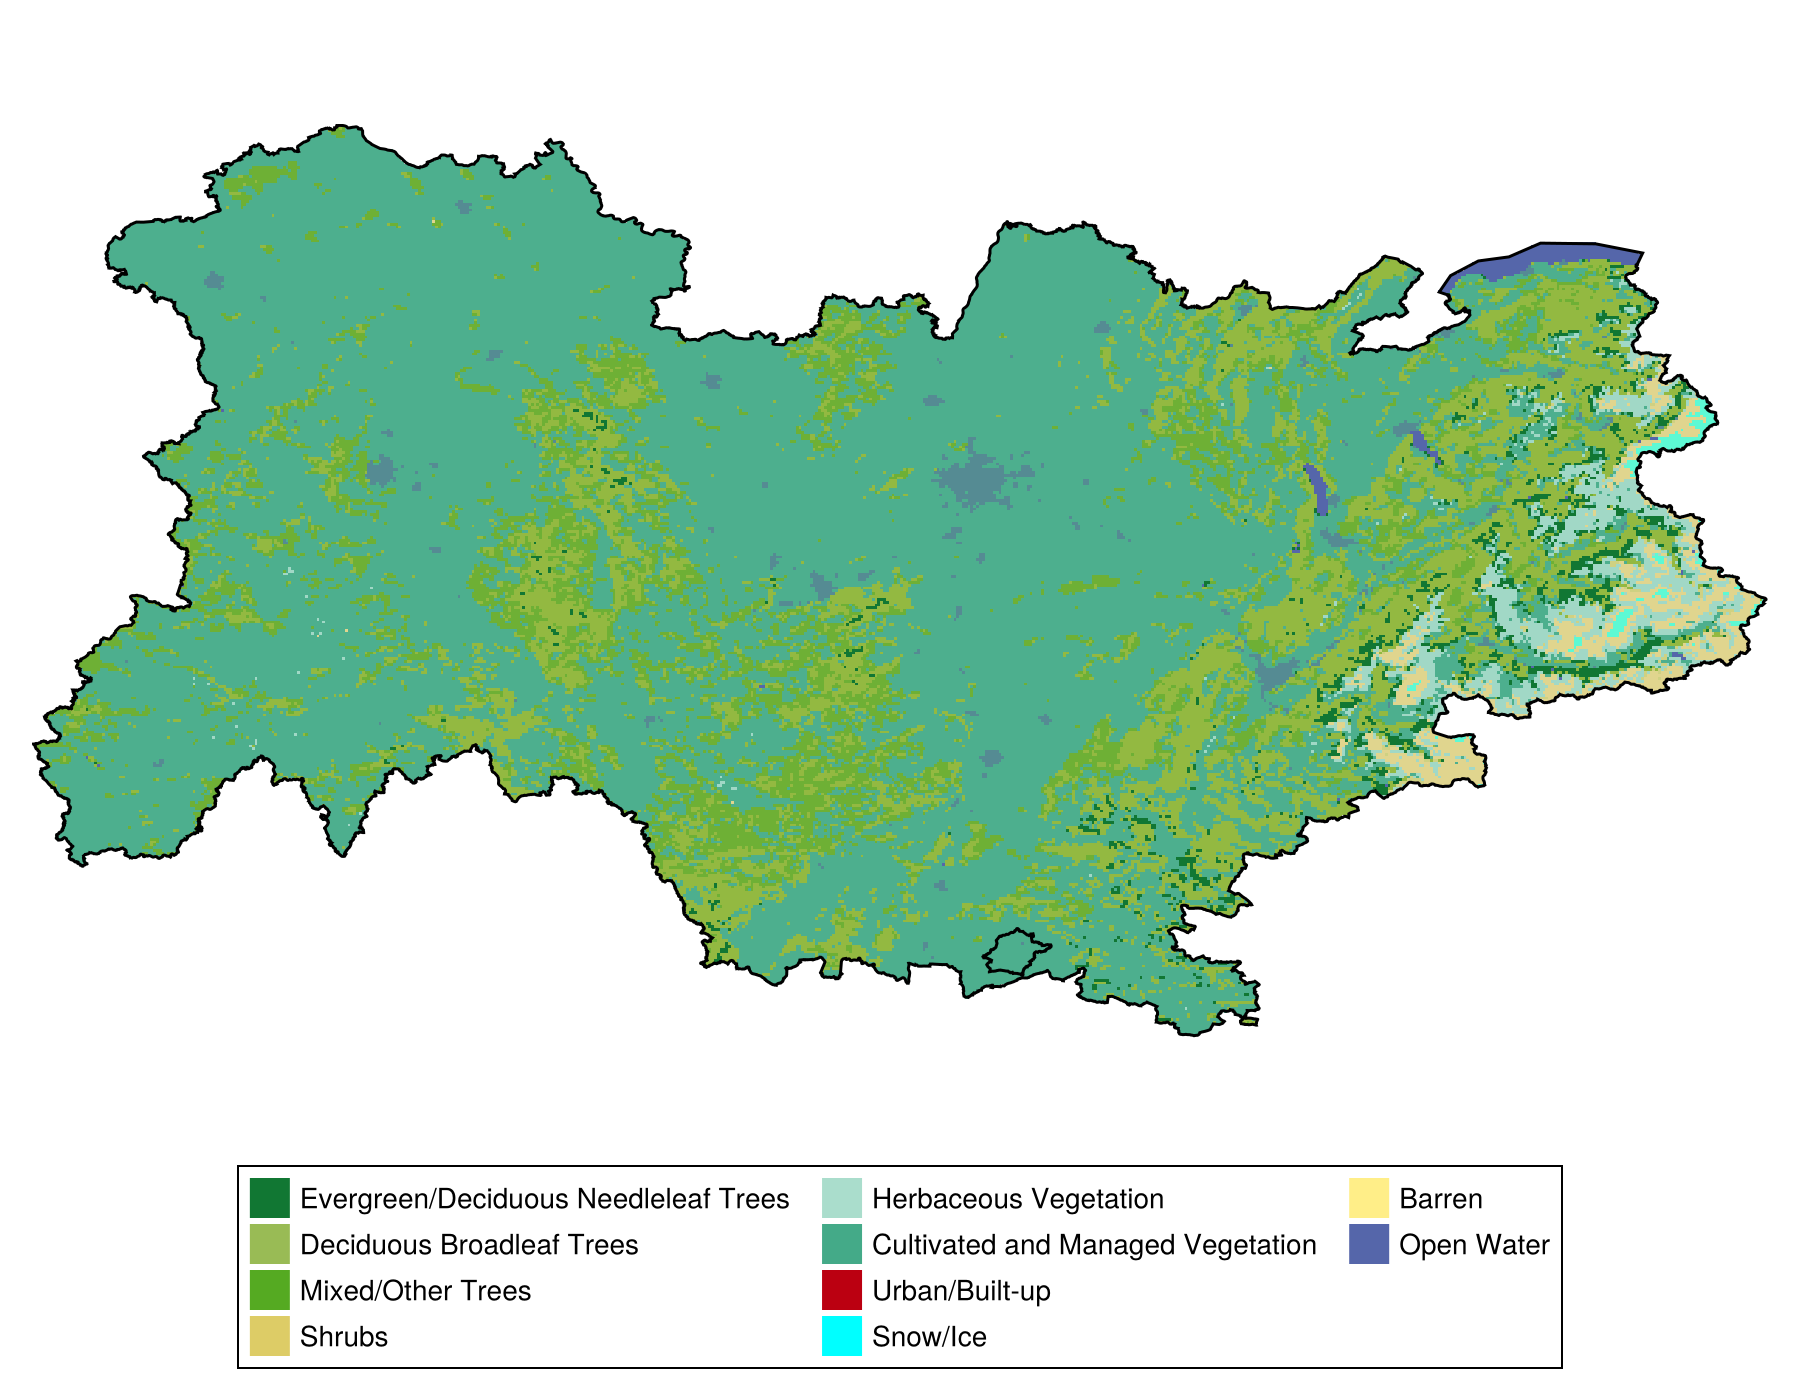 Evergreen/Deciduous Needleleaf Trees
Deciduous Broadleaf Trees
Mixed/Other Trees
Shrubs
Herbaceous Vegetation
Cultivated and Managed Vegetation
Urban/Built-up
Snow/Ice
Barren
Open Water